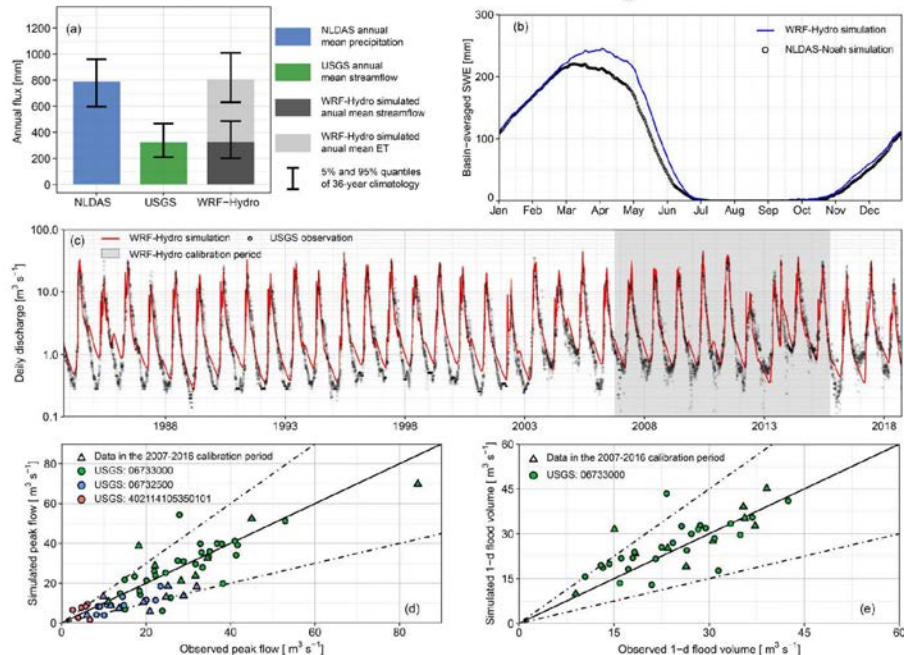 (a)
NLDAS annual
mean precipitation
USGS annual
mean streamflow
WRF-Hydro simulated
anual mean streamflow
WRF-Hydro simulated
anual mean ET
5% and 95% quantiles
of 36-year climatology
Annual flux [mm]
1200
1000
800
600
400
200
0
NLDAS USGS WRF-Hydro
(b)
WRF-Hydro simulation
NLDAS-Noah simulation
Basin-averaged SWE [mm]
300
200
100
0
Jan Feb Mar Apr May Jun Jul Aug Sep Oct Nov Dec
(c)
WRF-Hydro simulation USGS observation
WRF-Hydro calibration period
Daily discharge [m³ s⁻¹]
100.0
10.0
1.0
0.1
1988 1993 1998 2003 2008 2013 2018
Data in the 2007-2016 calibration period
USGS: 06733000
USGS: 06732500
USGS: 402114105350101
(d)
Simulated peak flow [ m³ s⁻¹]
80
60
40
20
0
0 20 40 60 80
Observed peak flow [ m³ s⁻¹]
Data in the 2007-2016 calibration period
USGS: 06733000
(e)
Simulated 1-d flood volume [ m³ s⁻¹]
60
45
30
15
0
0 15 30 45 60
Observed 1-d flood volume [ m³ s⁻¹]